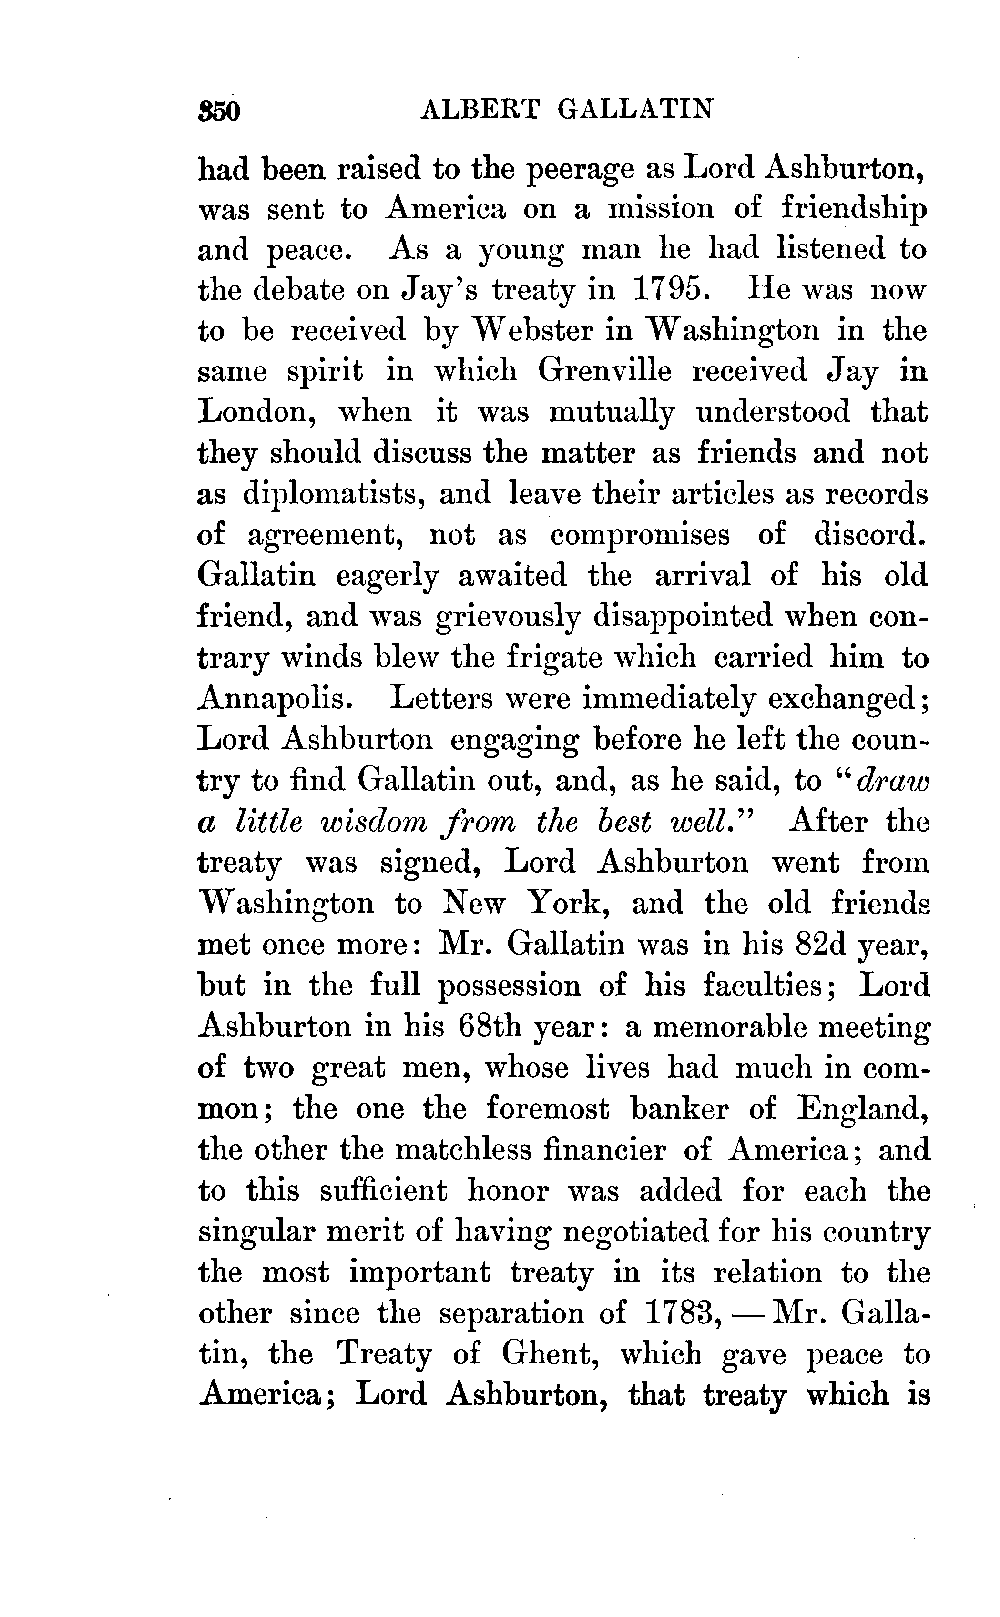 350 ALBERT GALLATIN
had been raised to the peerage as Lord Ashburton,
was sent to America on a mission of friendship
and peace. As a young man he had listened to
the debate on Jay's treaty in 1795. He was now
to be received by Webster in Washington in the
same spirit in which Grenville received Jay in
London, when it was mutually understood that
they should discuss the matter as friends and not
as diplomatists, and leave their articles as records
of agreement, not as compromises of discord.
Gallatin eagerly awaited the arrival of his old
friend, and was grievously disappointed when con-
trary winds blew the frigate which carried him to
Annapolis. Letters were immediately exchanged;
Lord Ashburton engaging before he left the coun-
try to find Gallatin out, and, as he said, to "draw
a little wisdom from the best well." After the
treaty was signed, Lord Ashburton went from
Washington to New York, and the old friends
met once more: Mr. Gallatin was in his 82d year,
but in the full possession of his faculties; Lord
Ashburton in his 68th year: a memorable meeting
of two great men, whose lives had much in com-
mon; the one the foremost banker of England,
the other the matchless financier of America; and
to this sufficient honor was added for each the
singular merit of having negotiated for his country
the most important treaty in its relation to the
other since the separation of 1783, — Mr. Galla-
tin, the Treaty of Ghent, which gave peace to
America; Lord Ashburton, that treaty which is